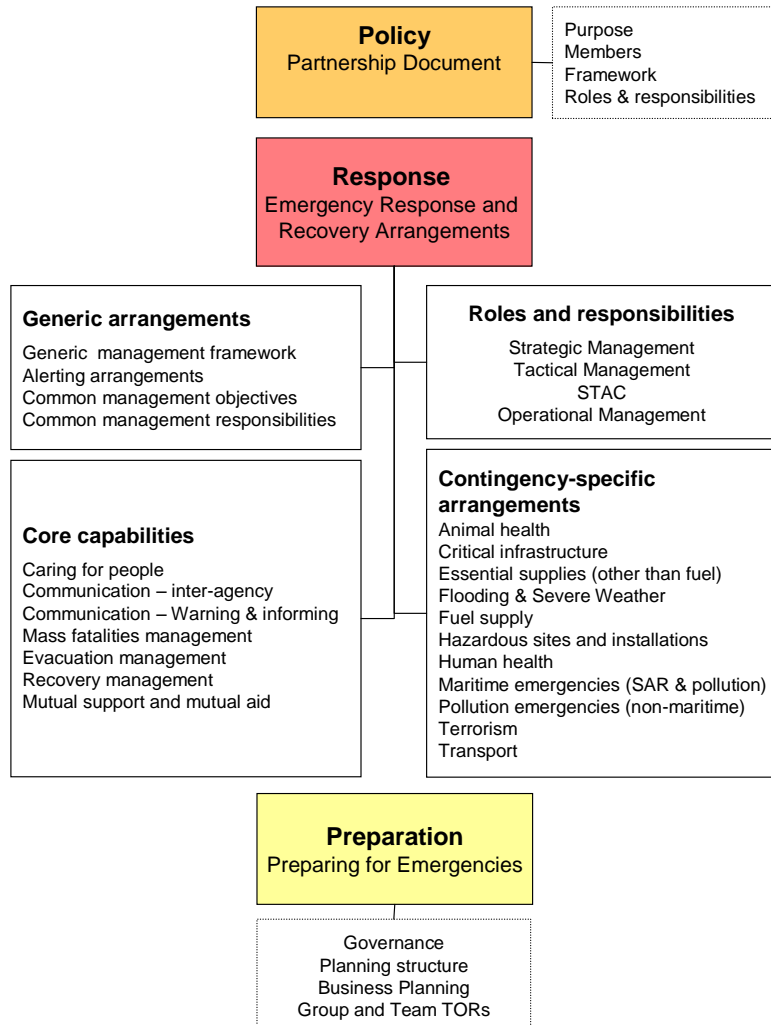 Policy
Partnership Document
Purpose
Members
Framework
Roles & responsibilities
Response
Emergency Response and
Recovery Arrangements
Generic arrangements
Generic management framework
Alerting arrangements
Common management objectives
Common management responsibilities
Roles and responsibilities
Strategic Management
Tactical Management
STAC
Operational Management
Core capabilities
Caring for people
Communication – inter-agency
Communication – Warning & informing
Mass fatalities management
Evacuation management
Recovery management
Mutual support and mutual aid
Contingency-specific
arrangements
Animal health
Critical infrastructure
Essential supplies (other than fuel)
Flooding & Severe Weather
Fuel supply
Hazardous sites and installations
Human health
Maritime emergencies (SAR & pollution)
Pollution emergencies (non-maritime)
Terrorism
Transport
Preparation
Preparing for Emergencies
Governance
Planning structure
Business Planning
Group and Team TORs